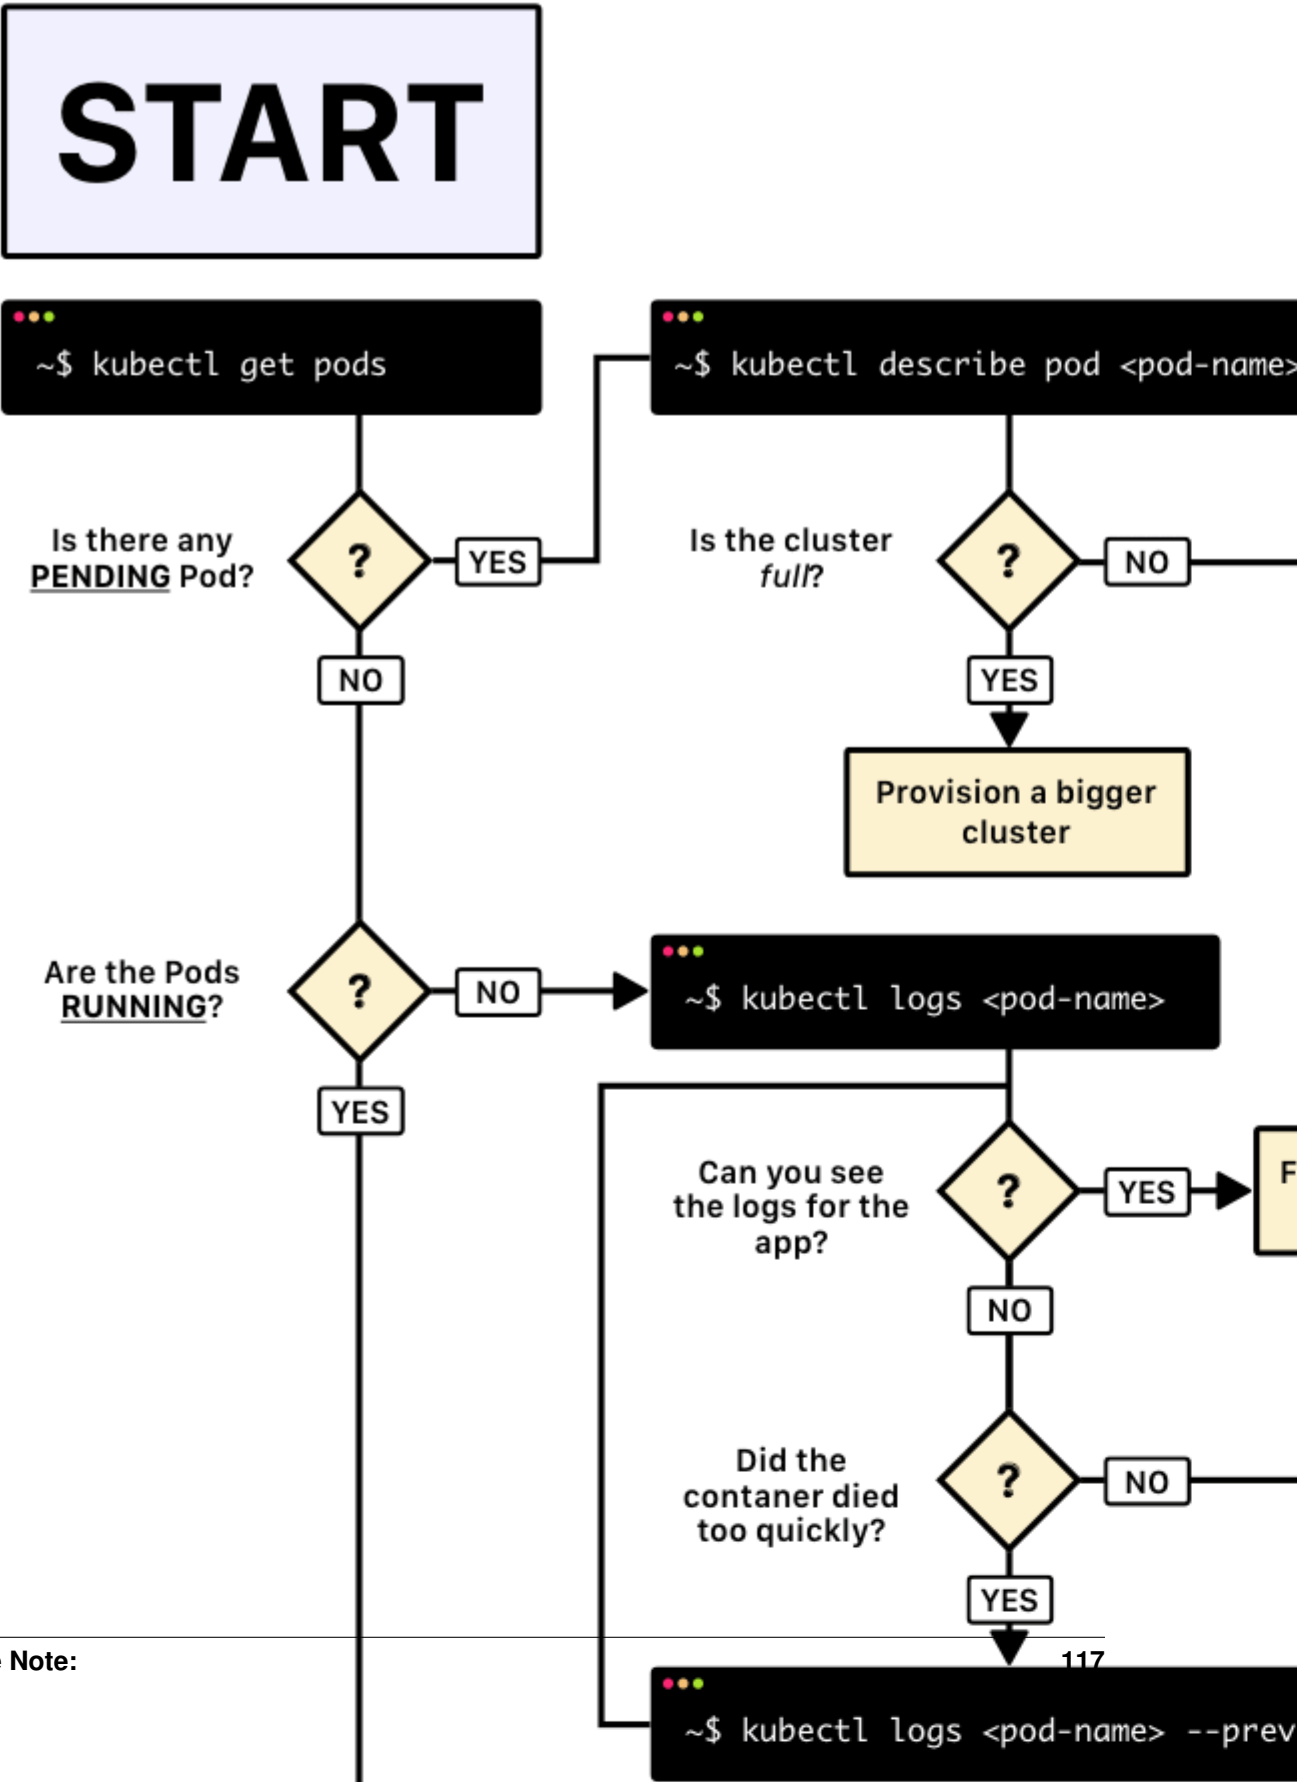 START
~$ kubectl get pods
~$ kubectl describe pod <pod-name>
Is there any
PENDING Pod?
?
YES
NO
Is the cluster
full?
?
NO
YES
Provision a bigger
cluster
Are the Pods
RUNNING?
?
NO
YES
~$ kubectl logs <pod-name>
Can you see
the logs for the
app?
?
YES
F
NO
Did the
contaner died
too quickly?
?
NO
YES
Note:
117
~$ kubectl logs <pod-name> --prev